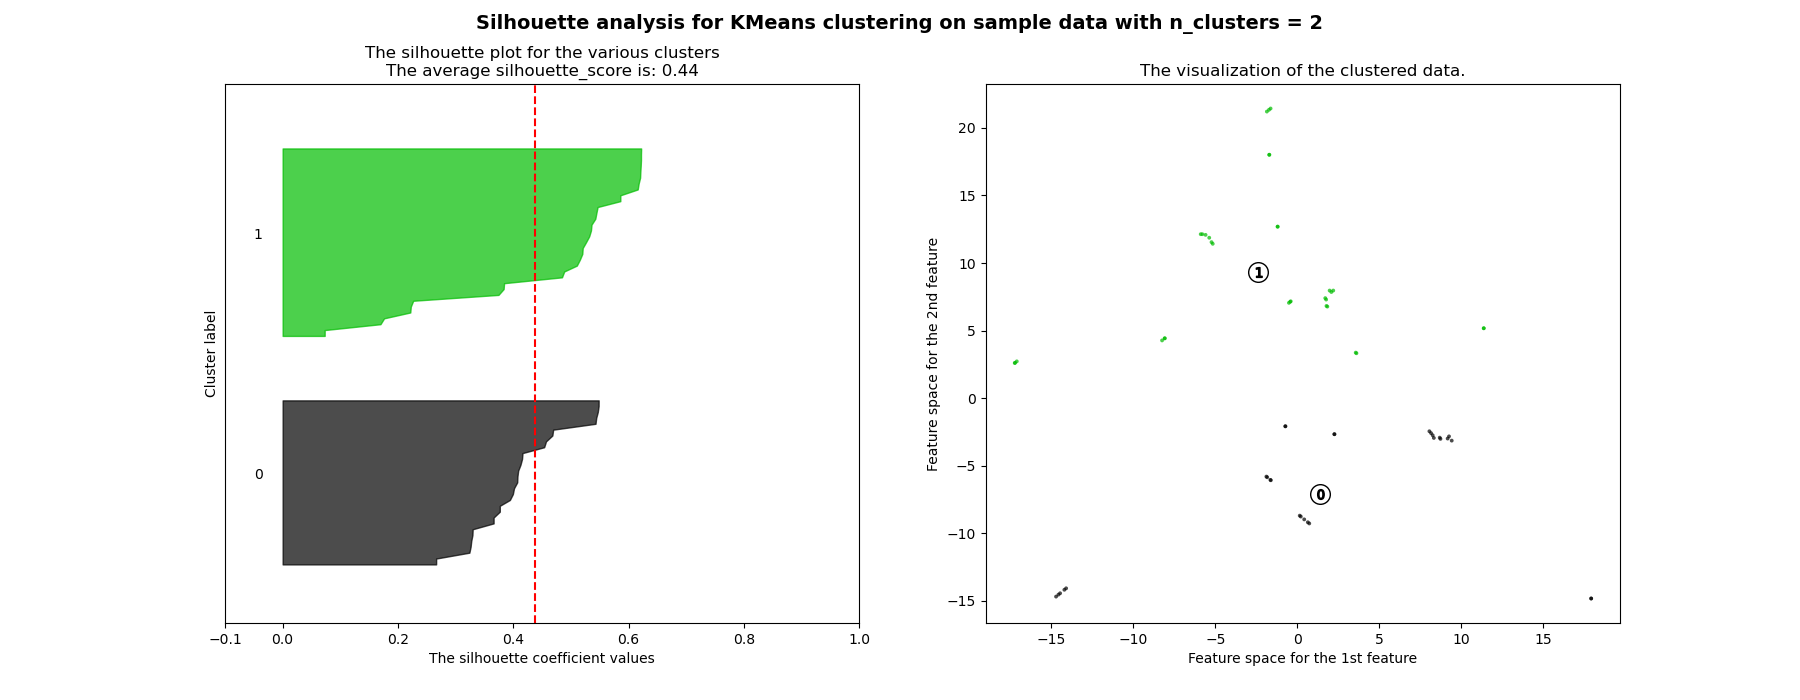 Silhouette analysis for KMeans clustering on sample data with n_clusters = 2
The silhouette plot for the various clusters
The average silhouette_score is: 0.44
Cluster label
1
0
−0.1 0.0 0.2 0.4 0.6 0.8 1.0
The silhouette coefficient values
The visualization of the clustered data.
Feature space for the 2nd feature
20
15
10
5
0
−5
−10
−15
1
0
−15 −10 −5 0 5 10 15
Feature space for the 1st feature